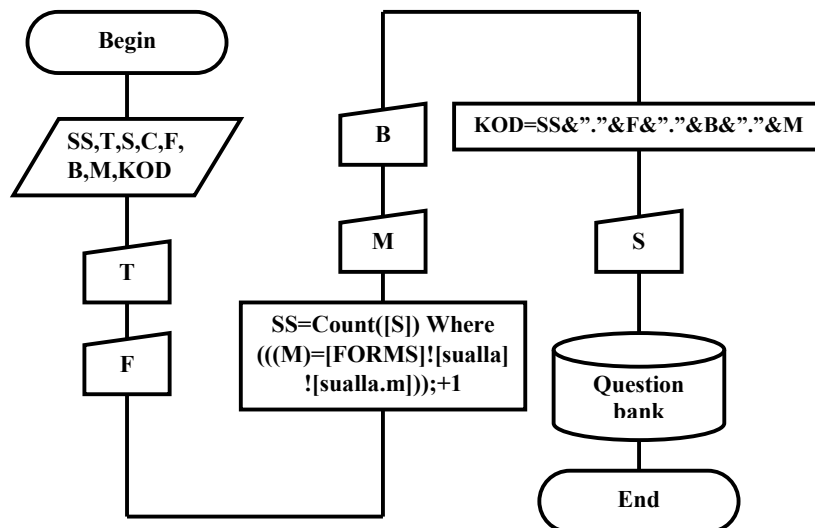 Begin
SS,T,S,C,F,
B,M,KOD
T
F
B
M
SS=Count([S]) Where
(((M)=[FORMS]![sualla]
![sualla.m]));+1
KOD=SS&”.”&F&”.”&B&”.”&M
S
Question
bank
End